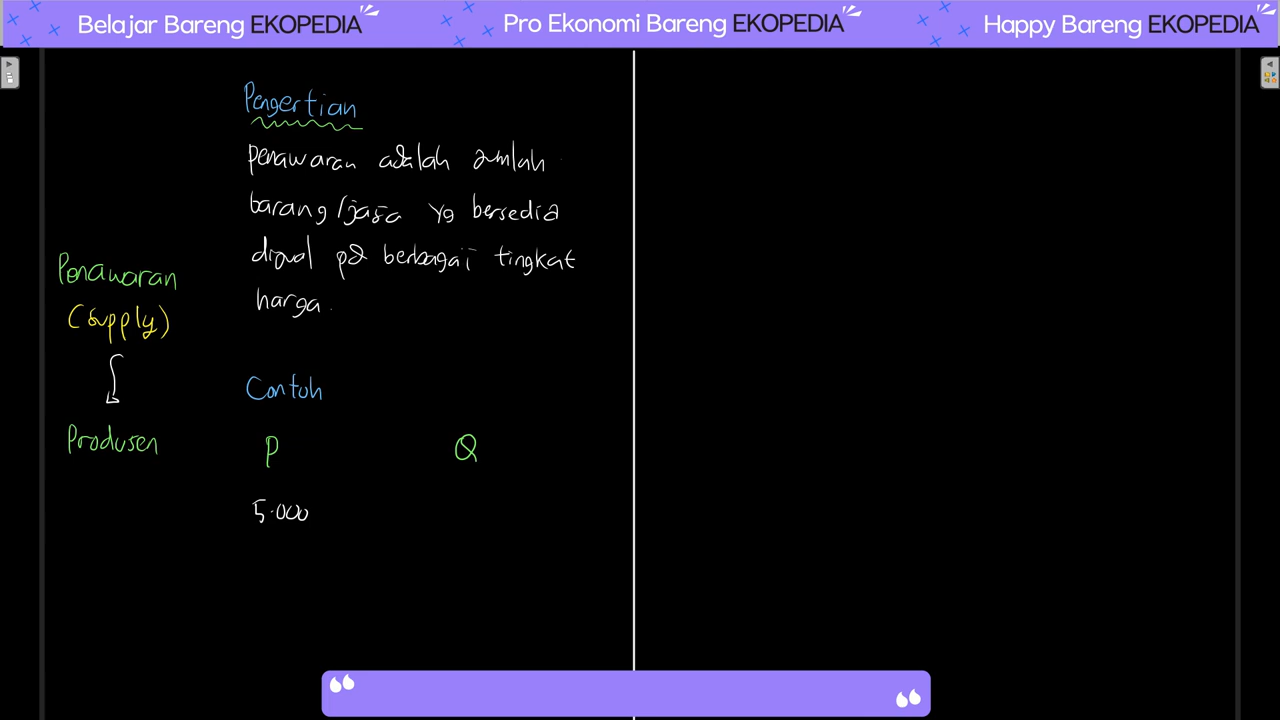 Belajar Bareng EKOPEDIA
Pro Ekonomi Bareng EKOPEDIA
Happy Bareng EKOPEDIA
Pengertian
penawaran adalah jumlah
barang/jasa yg bersedia
dijual pd berbagai tingkat
harga.
Penawaran
(Supply)
Produsen
Contoh
P Q
5.000